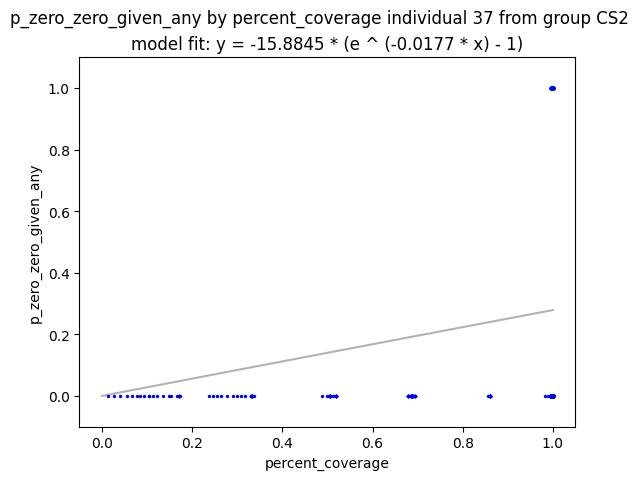 p_zero_zero_given_any by percent_coverage individual 37 from group CS2
model fit: y = -15.8845 * (e ^ (-0.0177 * x) - 1)
p_zero_zero_given_any
1.0
0.8
0.6
0.4
0.2
0.0
0.0 0.2 0.4 0.6 0.8 1.0
percent_coverage